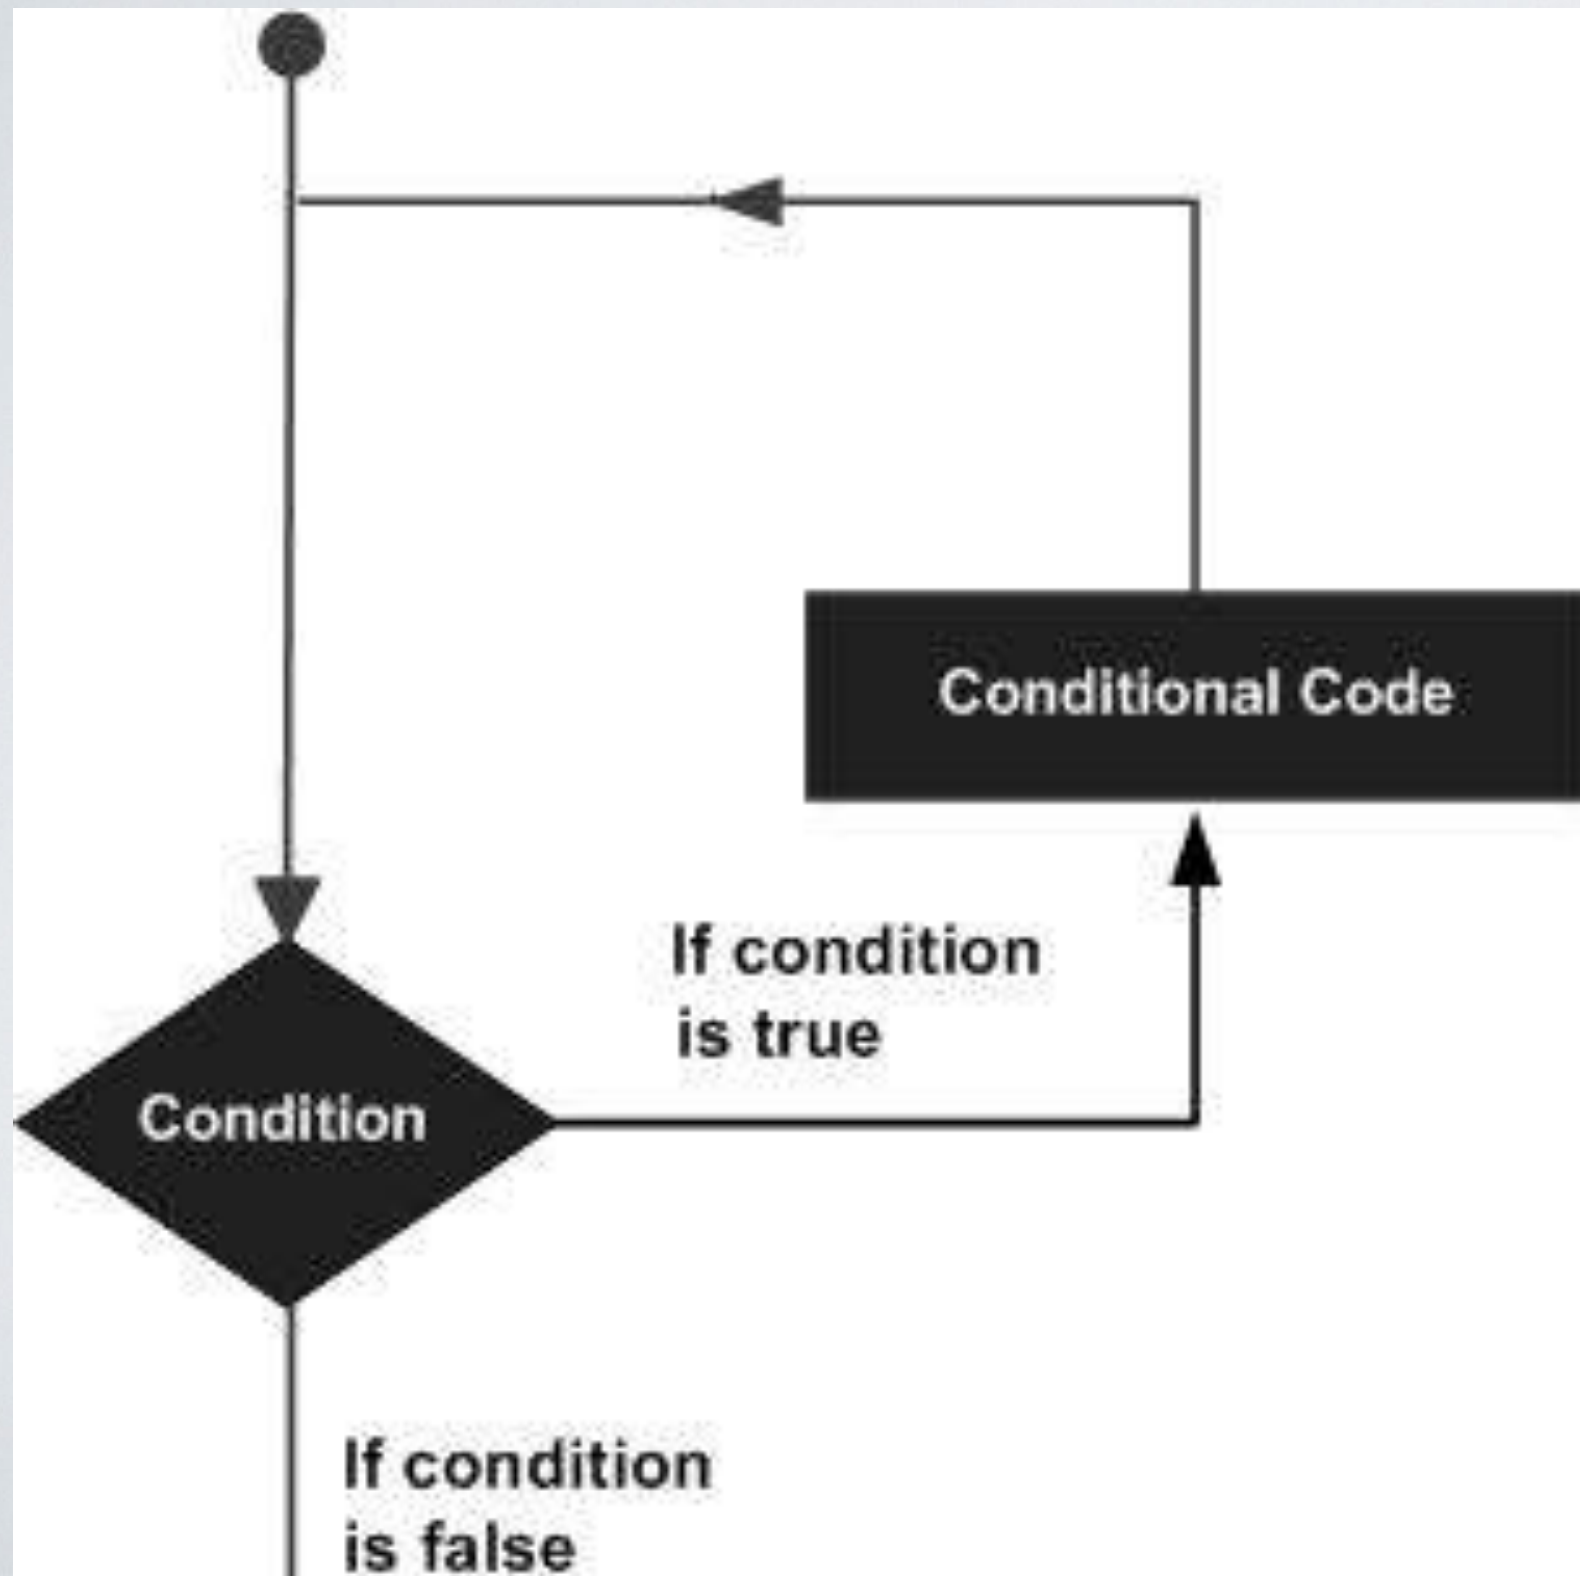 Conditional Code
If condition
is true
Condition
If condition
is false